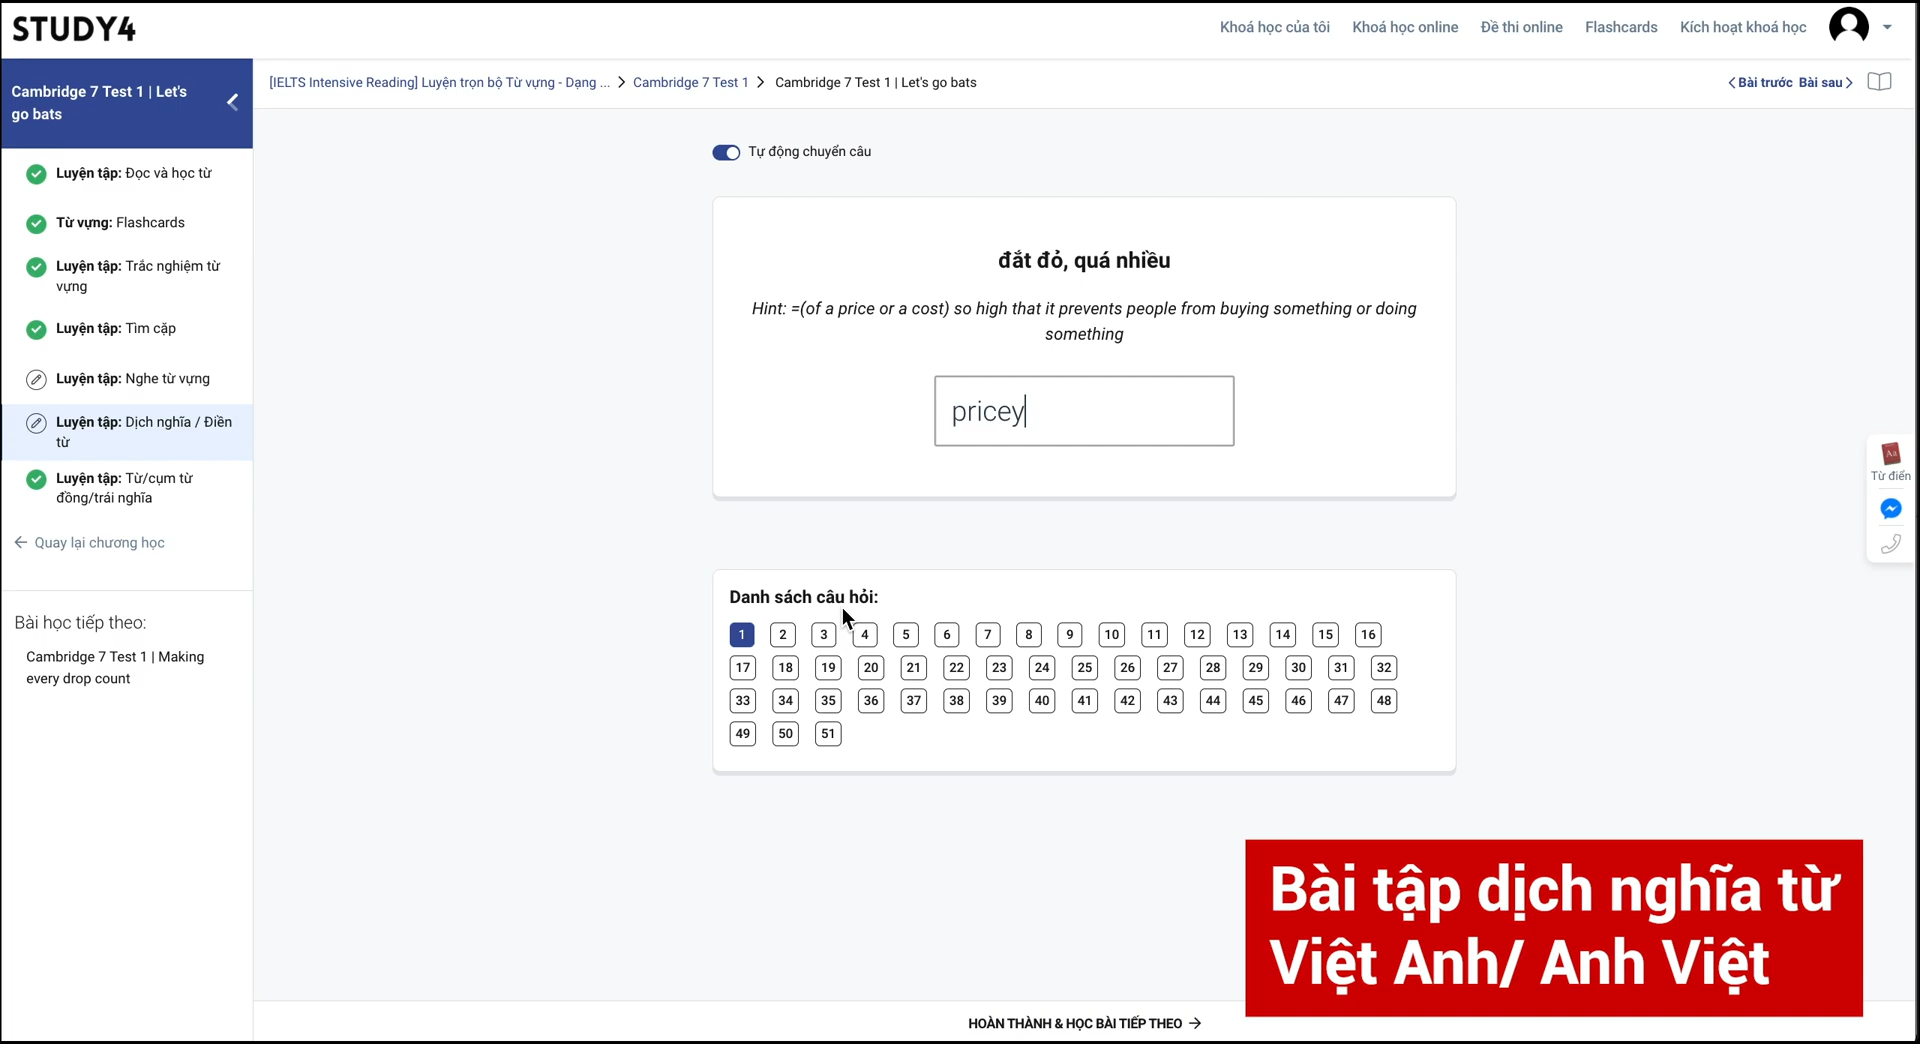 STUDY4
Khoá học của tôi
Khoá học online
Đề thi online
Flashcards
Kích hoạt khoá học
Cambridge 7 Test 1 | Let's
go bats
[IELTS Intensive Reading] Luyện trọn bộ Từ vựng - Dạng ... > Cambridge 7 Test 1 > Cambridge 7 Test 1 | Let's go bats
Bài trước Bài sau
Luyện tập: Đọc và học từ
Từ vựng: Flashcards
Luyện tập: Trắc nghiệm từ
vựng
Luyện tập: Tìm cặp
Luyện tập: Nghe từ vựng
Luyện tập: Dịch nghĩa / Điền
từ
Luyện tập: Từ/cụm từ
đồng/trái nghĩa
Quay lại chương học
Bài học tiếp theo:
Cambridge 7 Test 1 | Making
every drop count
Tự động chuyển câu
đắt đỏ, quá nhiều
Hint: =(of a price or a cost) so high that it prevents people from buying something or doing
something
pricey
Aa
Từ điển
Danh sách câu hỏi:
1 2 3 4 5 6 7 8 9 10 11 12 13 14 15 16
17 18 19 20 21 22 23 24 25 26 27 28 29 30 31 32
33 34 35 36 37 38 39 40 41 42 43 44 45 46 47 48
49 50 51
Bài tập dịch nghĩa từ
Việt Anh/ Anh Việt
HOÀN THÀNH & HỌC BÀI TIẾP THEO